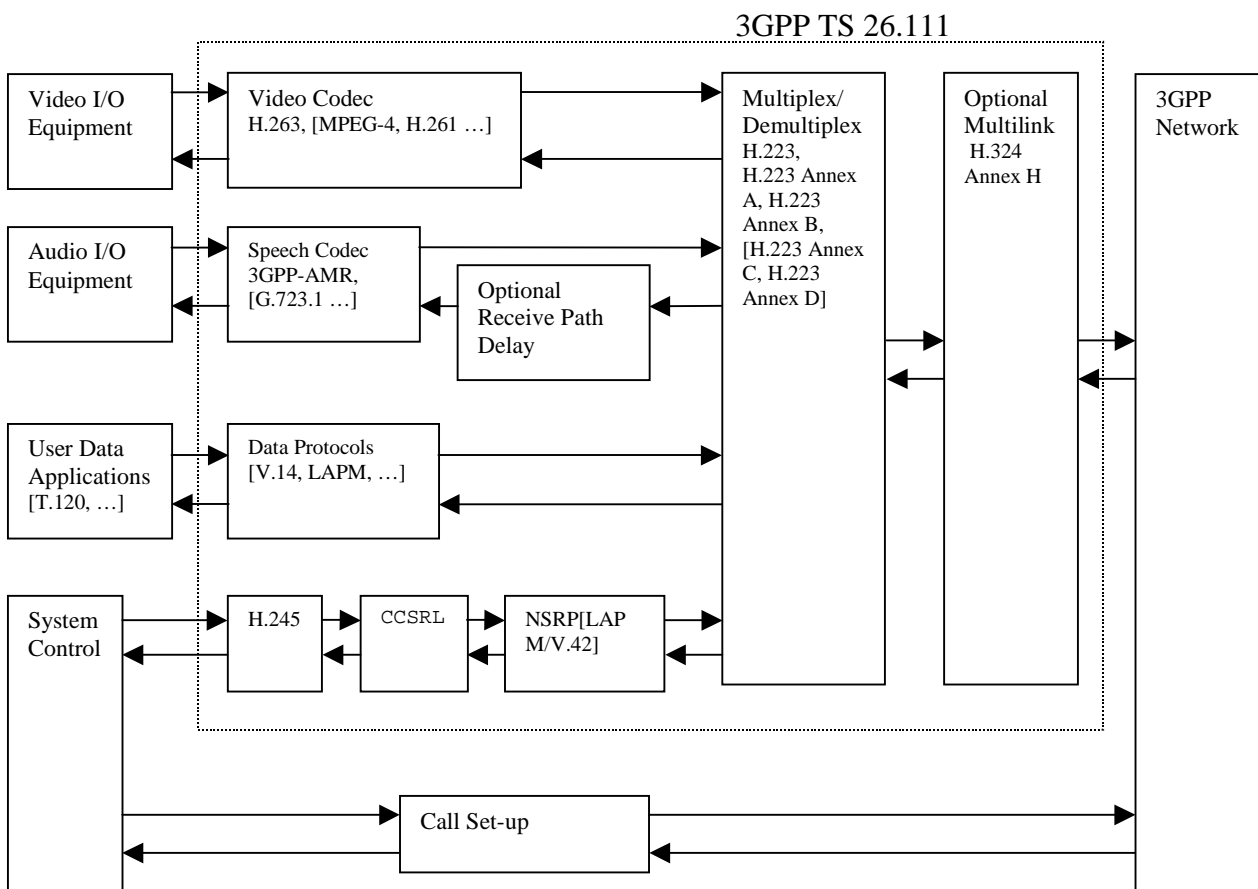 3GPP TS 26.111
Video I/O
Equipment
Video Codec
H.263, [MPEG-4, H.261 …]
Multiplex/
Demultiplex
H.223,
H.223 Annex
A, H.223
Annex B,
[H.223 Annex
C, H.223
Annex D]
Optional
Multilink
H.324
Annex H
3GPP
Network
Audio I/O
Equipment
Speech Codec
3GPP-AMR,
[G.723.1 …]
Optional
Receive Path
Delay
User Data
Applications
[T.120, …]
Data Protocols
[V.14, LAPM, …]
System
Control
H.245
CCSRL
NSRP[LAP
M/V.42]
Call Set-up